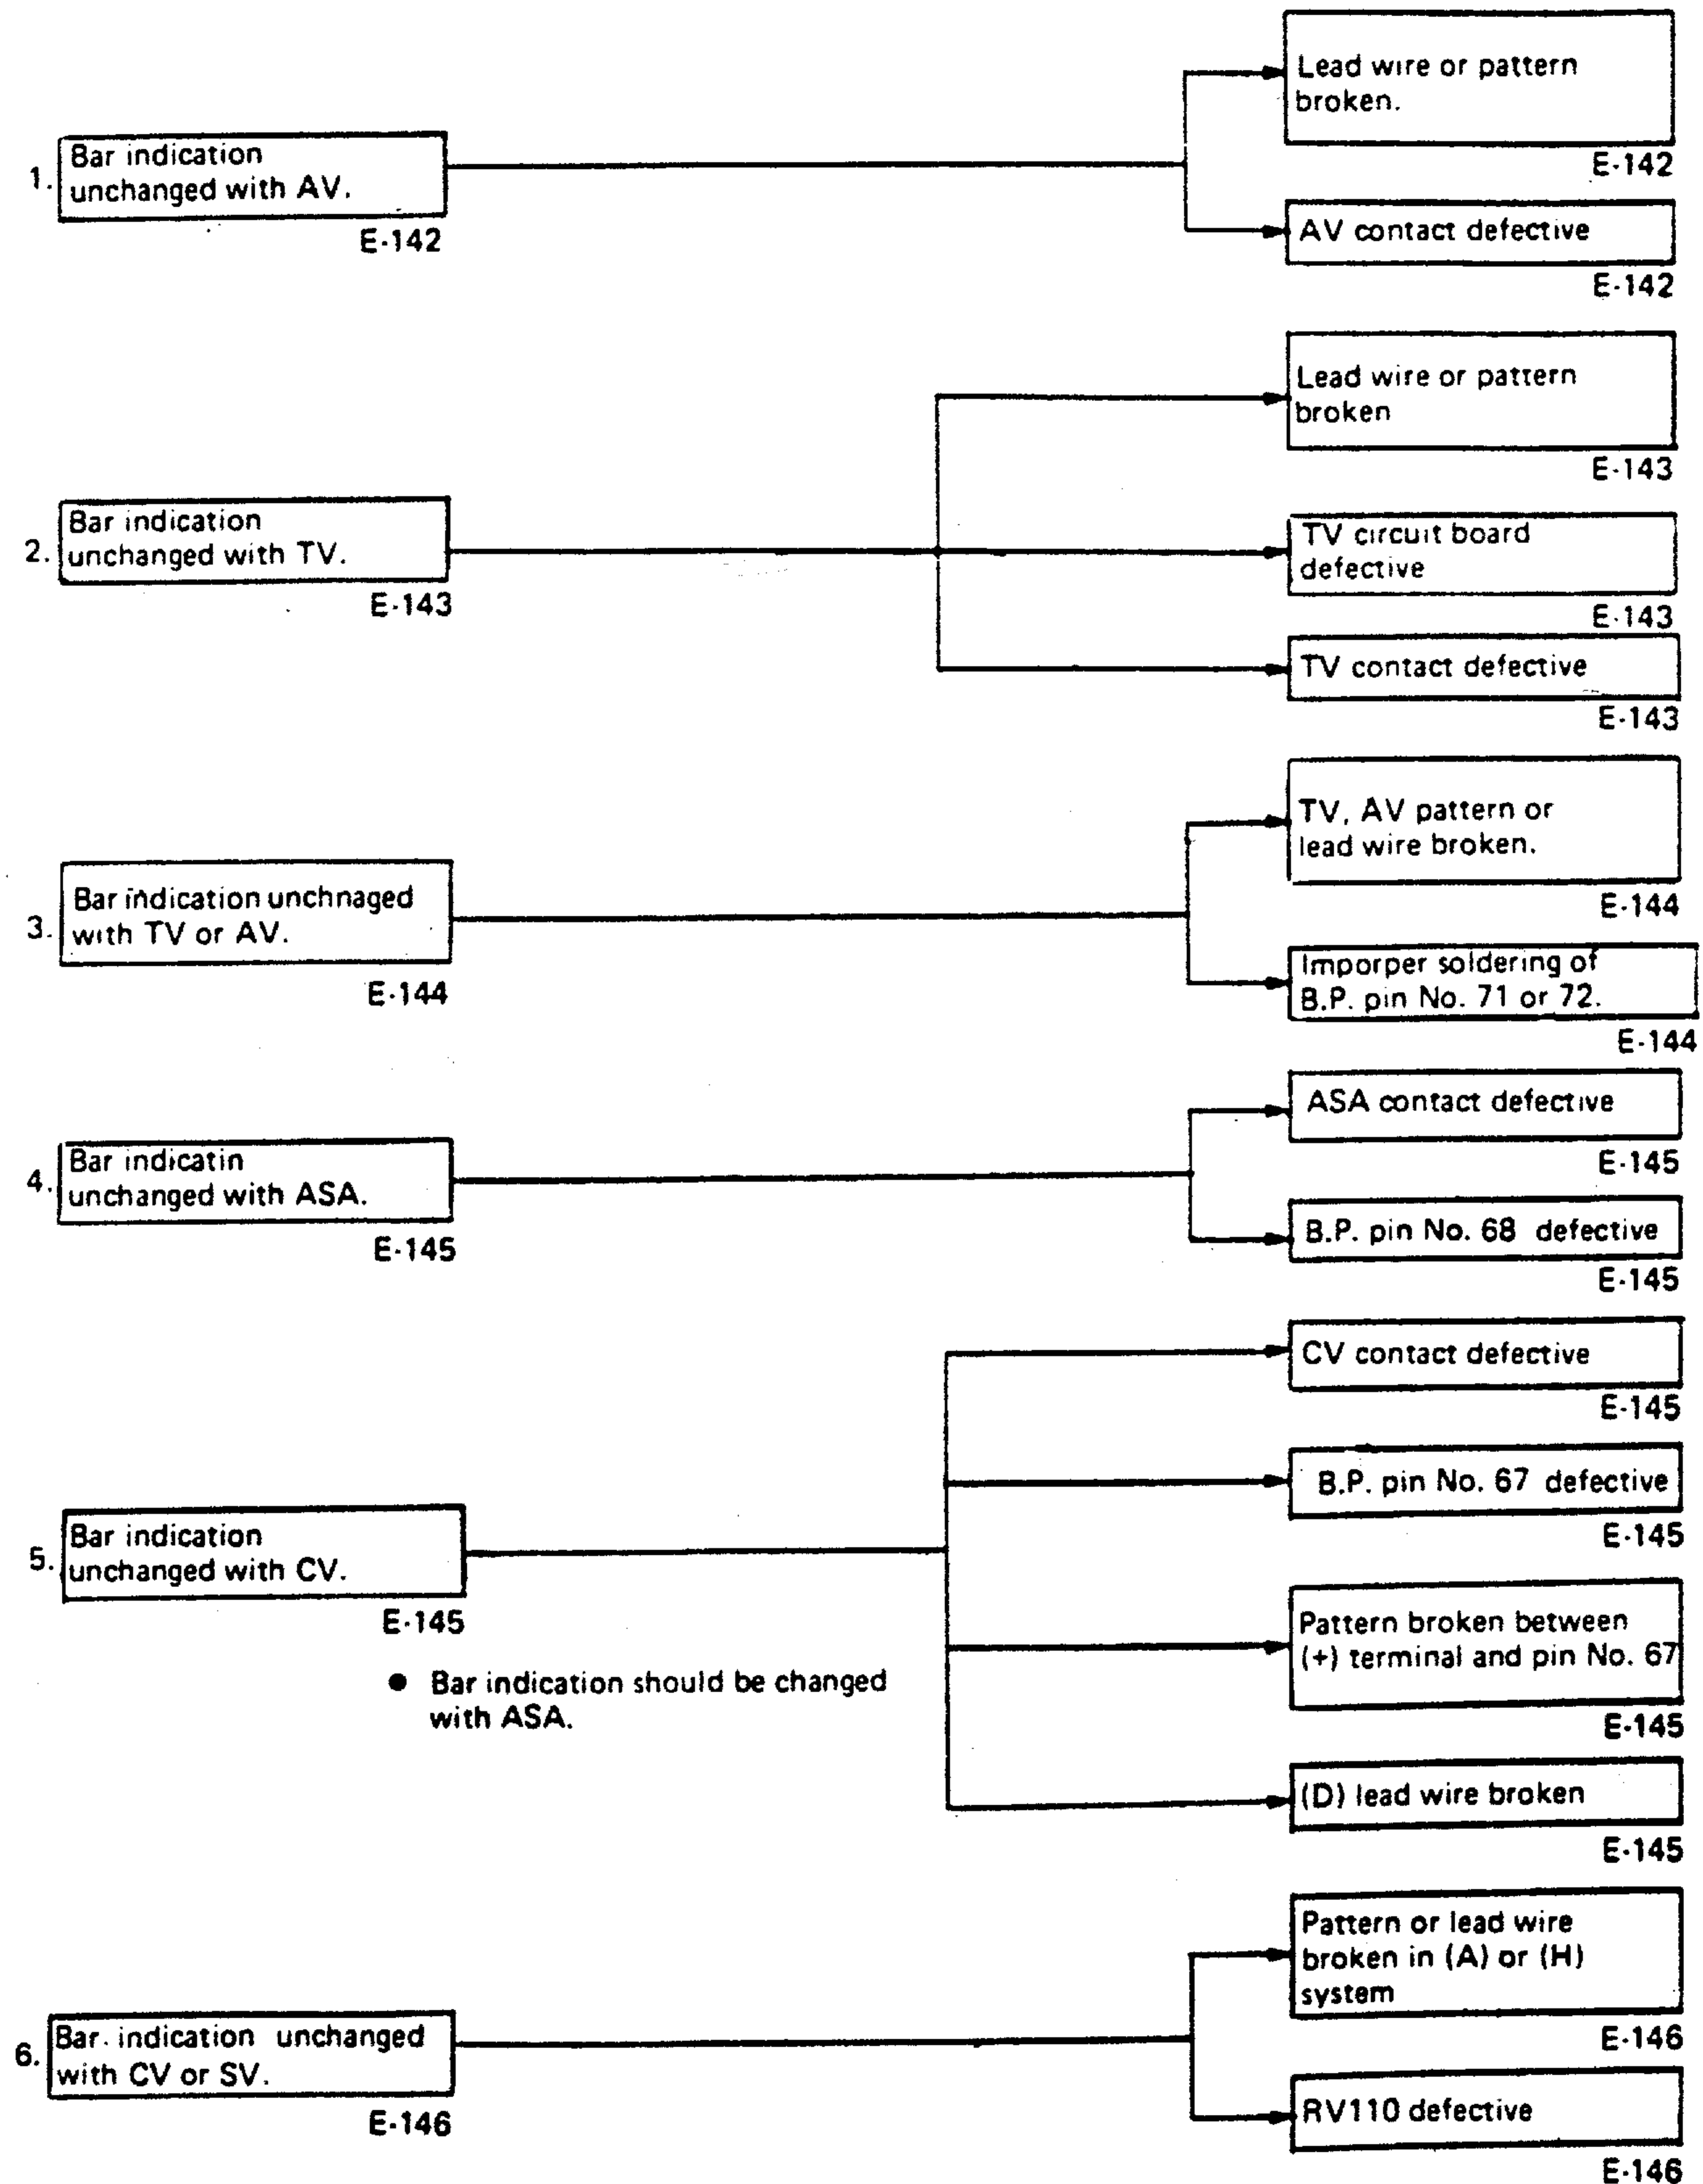 1.
Bar indication
unchanged with AV.
E-142
Lead wire or pattern
broken.
E-142
AV contact defective
E-142
2.
Bar indication
unchanged with TV.
E-143
Lead wire or pattern
broken
E-143
TV circuit board
defective
E-143
TV contact defective
E-143
3.
Bar indication unchnaged
with TV or AV.
E-144
TV, AV pattern or
lead wire broken.
E-144
Imporper soldering of
B.P. pin No. 71 or 72.
E-144
4.
Bar indicatin
unchanged with ASA.
E-145
ASA contact defective
E-145
B.P. pin No. 68 defective
E-145
5.
Bar indication
unchanged with CV.
E-145
● Bar indication should be changed
with ASA.
CV contact defective
E-145
B.P. pin No. 67 defective
E-145
Pattern broken between
(+) terminal and pin No. 67
E-145
(D) lead wire broken
E-145
6.
Bar indication unchanged
with CV or SV.
E-146
Pattern or lead wire
broken in (A) or (H)
system
E-146
RV110 defective
E-146